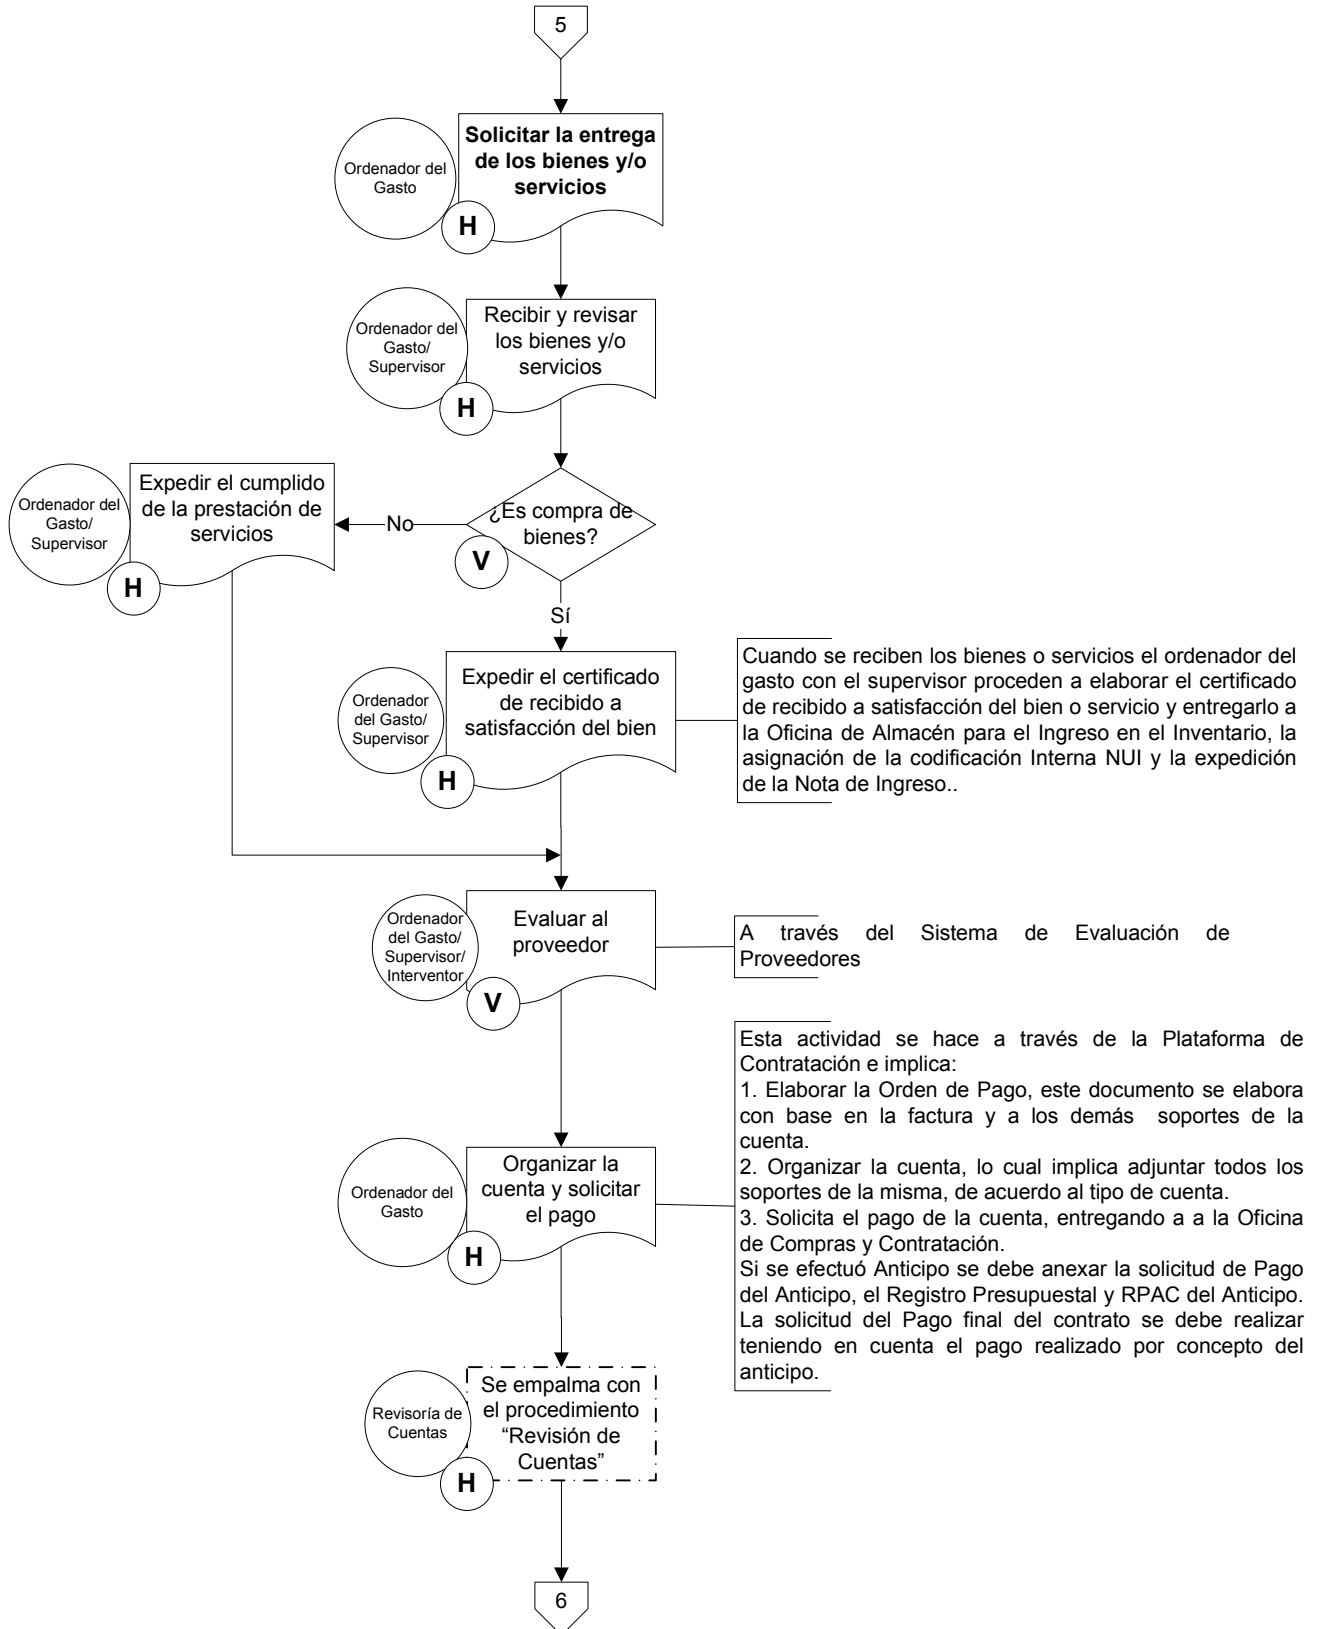 5
Solicitar la entrega
de los bienes y/o
servicios
Ordenador del
Gasto
H
Recibir y revisar
los bienes y/o
servicios
Ordenador del
Gasto/
Supervisor
H
¿Es compra de
bienes?
V
No
Expedir el cumplido
de la prestación de
servicios
Ordenador del
Gasto/
Supervisor
H
Sí
Expedir el certificado
de recibido a
satisfacción del bien
Ordenador
del Gasto/
Supervisor
H
Cuando se reciben los bienes o servicios el ordenador del
gasto con el supervisor proceden a elaborar el certificado
de recibido a satisfacción del bien o servicio y entregarlo a
la Oficina de Almacén para el Ingreso en el Inventario, la
asignación de la codificación Interna NUI y la expedición
de la Nota de Ingreso..
Evaluar al
proveedor
Ordenador
del Gasto/
Supervisor/
Interventor
V
A través del Sistema de Evaluación de
Proveedores
Organizar la
cuenta y solicitar
el pago
Ordenador del
Gasto
H
Esta actividad se hace a través de la Plataforma de
Contratación e implica:
1. Elaborar la Orden de Pago, este documento se elabora
con base en la factura y a los demás soportes de la
cuenta.
2. Organizar la cuenta, lo cual implica adjuntar todos los
soportes de la misma, de acuerdo al tipo de cuenta.
3. Solicita el pago de la cuenta, entregando a a la Oficina
de Compras y Contratación.
Si se efectuó Anticipo se debe anexar la solicitud de Pago
del Anticipo, el Registro Presupuestal y RPAC del Anticipo.
La solicitud del Pago final del contrato se debe realizar
teniendo en cuenta el pago realizado por concepto del
anticipo.
Se empalma con
el procedimiento
“Revisión de
Cuentas”
Revisoría de
Cuentas
H
6